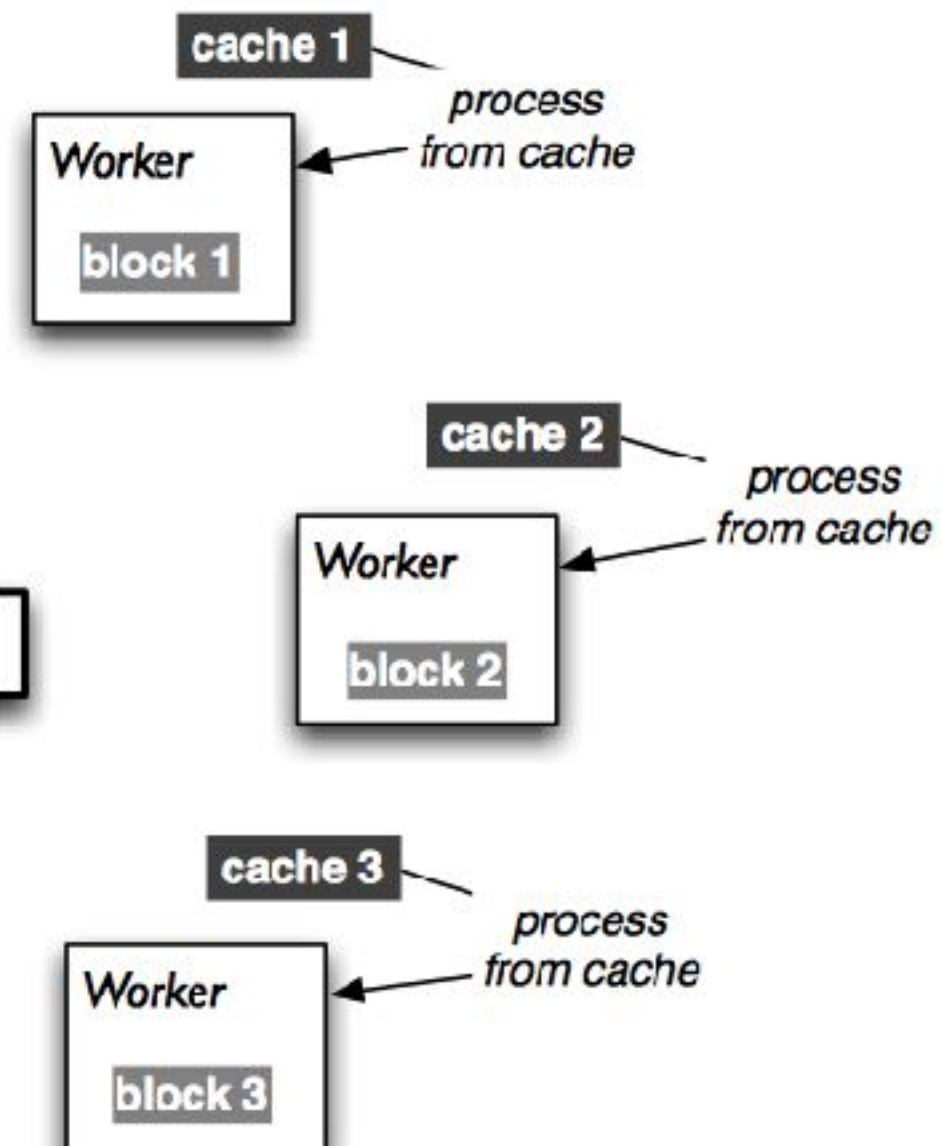 cache 1
process
from cache
Worker
block 1
cache 2
process
from cache
Worker
block 2
cache 3
process
from cache
Worker
block 3